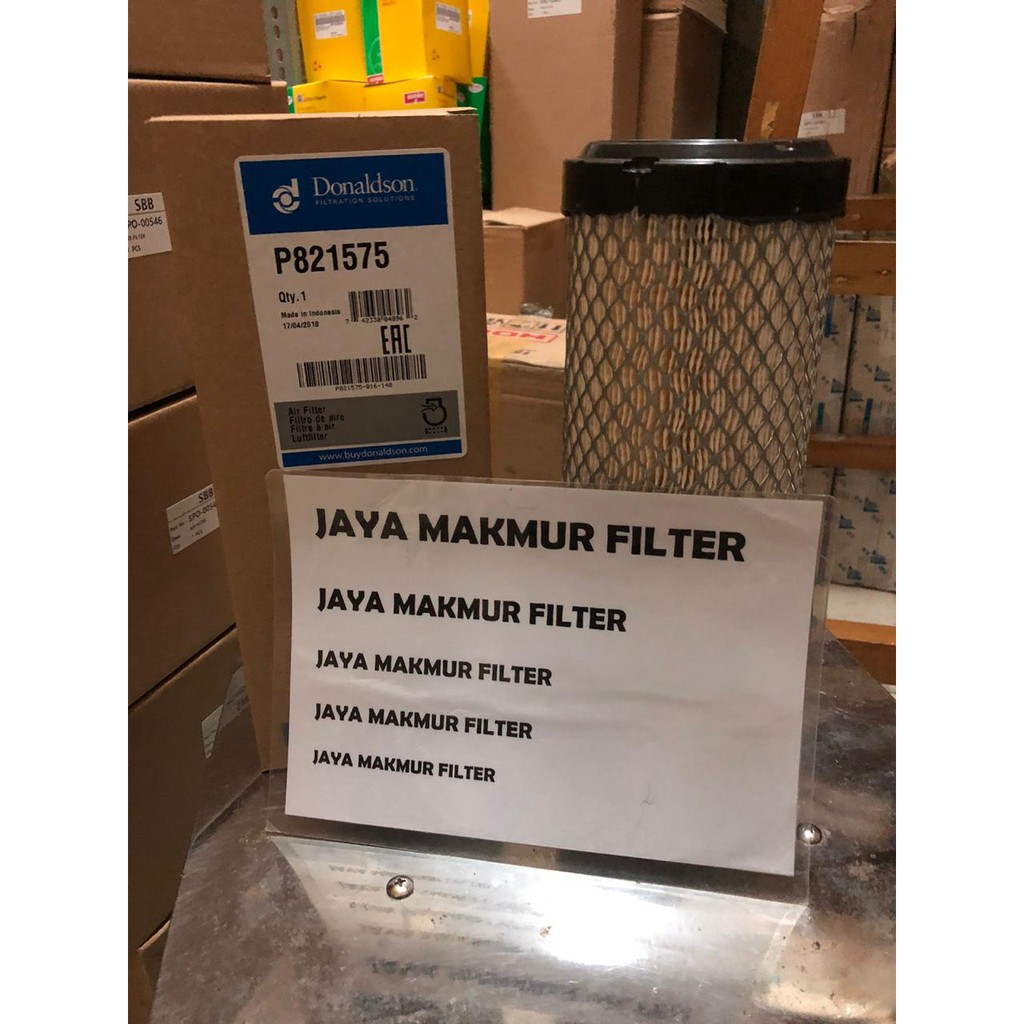 Donaldson
FILTRATION SOLUTIONS
P821575
Qty. 1
Made in Indonesia
17/04/2018
EAC
P821575-016-140
Air Filter
Filtro de aire
Filtre à air
Luftfilter
www.buydonaldson.com
SBB
SPO-00546
PCS
SBB
JAYA MAKMUR FILTER
JAYA MAKMUR FILTER
JAYA MAKMUR FILTER
JAYA MAKMUR FILTER
JAYA MAKMUR FILTER